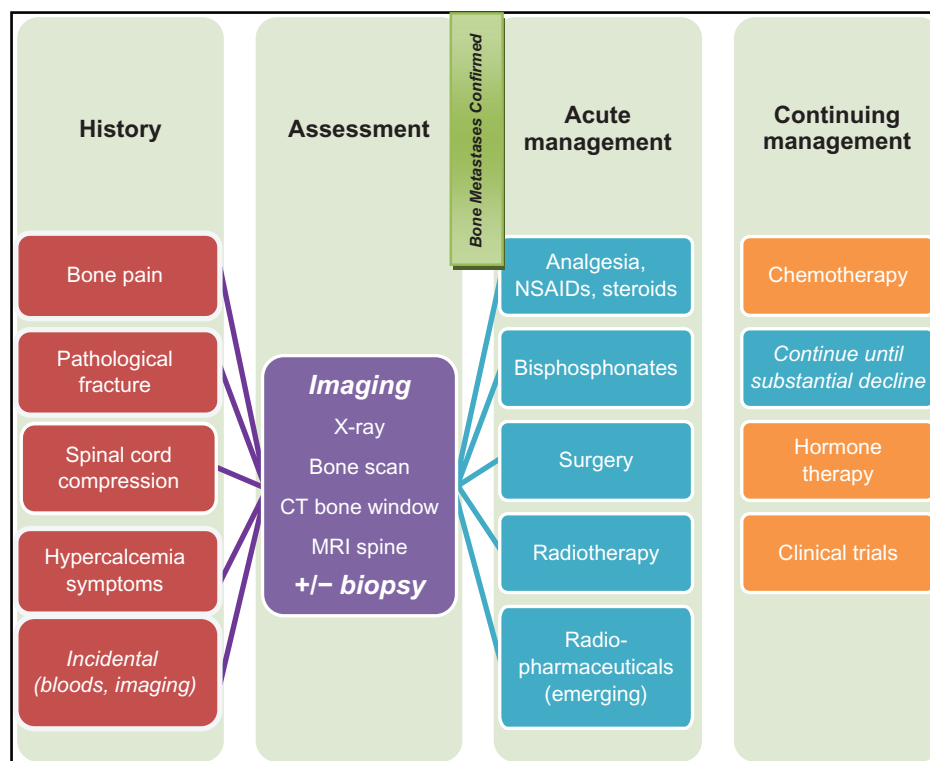 History
Bone pain
Pathological
fracture
Spinal cord
compression
Hypercalcemia
symptoms
Incidental
(bloods, imaging)
Assessment
Imaging
X-ray
Bone scan
CT bone window
MRI spine
+/− biopsy
Bone Metastases Confirmed
Acute
management
Analgesia,
NSAIDs, steroids
Bisphosphonates
Surgery
Radiotherapy
Radio-
pharmaceuticals
(emerging)
Continuing
management
Chemotherapy
Continue until
substantial decline
Hormone
therapy
Clinical trials